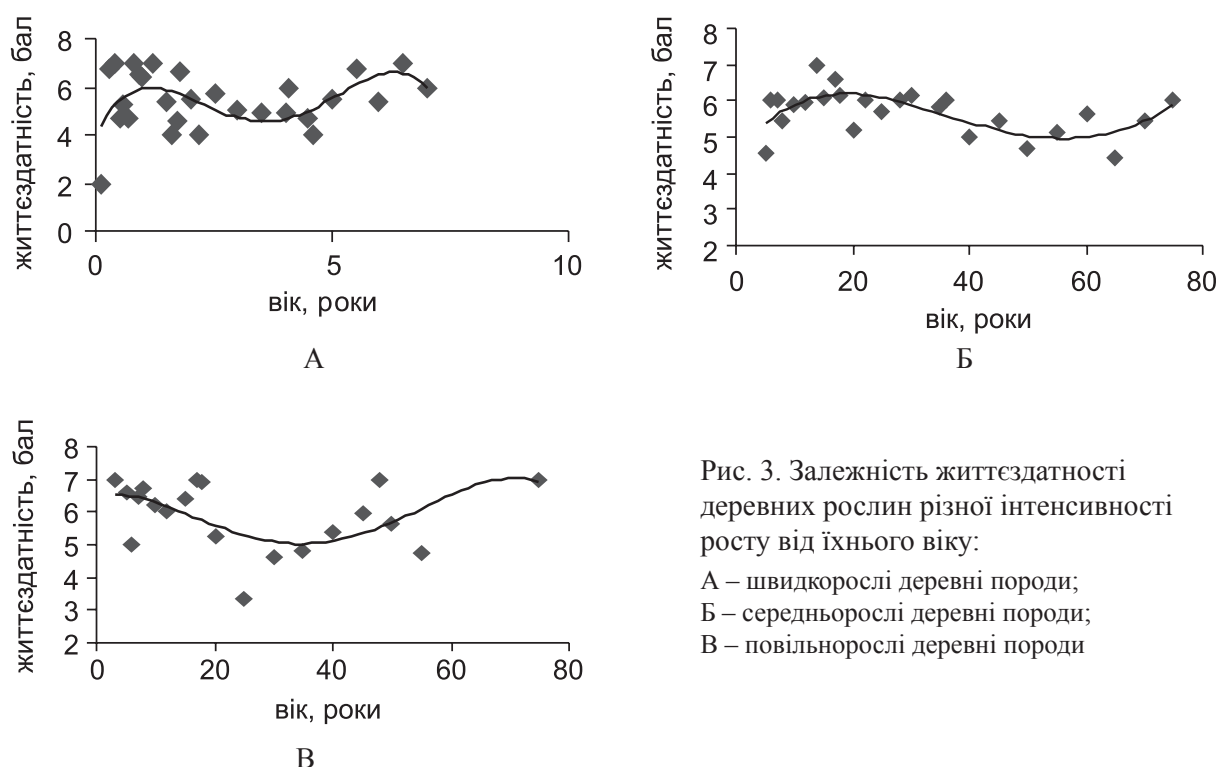 життєздатність, бал
8
6
4
2
0
0
5
10
вік, роки
А
життєздатність, бал
8
7
6
5
4
3
2
0
20
40
60
80
вік, роки
Б
життєздатність, бал
8
7
6
5
4
3
2
0
20
40
60
80
вік, роки
В
Рис. 3. Залежність життєздатності
деревних рослин різної інтенсивності
росту від їхнього віку:
А – швидкорослі деревні породи;
Б – середньорослі деревні породи;
В – повільнорослі деревні породи